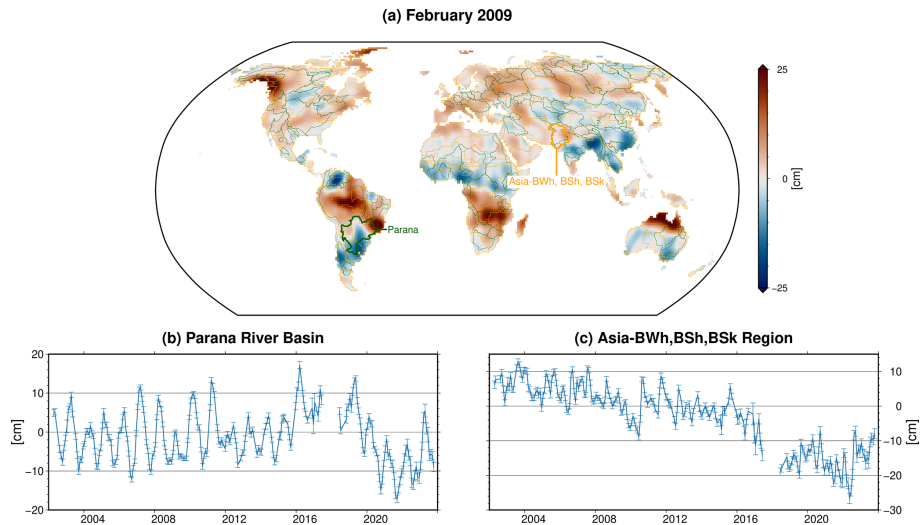 (a) February 2009
25
0
−25
[cm]
Asia-BWh, BSh, BSk
Parana
(b) Parana River Basin
20
10
0
−10
−20
[cm]
2004
2008
2012
2016
2020
(c) Asia-BWh,BSh,BSk Region
10
0
−10
−20
−30
[cm]
2004
2008
2012
2016
2020